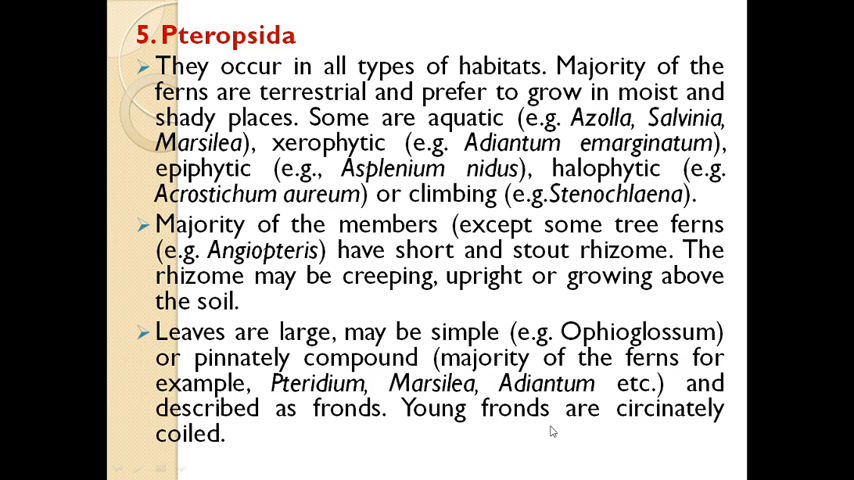 5. Pteropsida
They occur in all types of habitats. Majority of the
ferns are terrestrial and prefer to grow in moist and
shady places. Some are aquatic (e.g. Azolla, Salvinia,
Marsilea), xerophytic (e.g. Adiantum emarginatum),
epiphytic (e.g., Asplenium nidus), halophytic (e.g.
Acrostichum aureum) or climbing (e.g.Stenochlaena).
Majority of the members (except some tree ferns
(e.g. Angiopteris) have short and stout rhizome. The
rhizome may be creeping, upright or growing above
the soil.
Leaves are large, may be simple (e.g. Ophioglossum)
or pinnately compound (majority of the ferns for
example, Pteridium, Marsilea, Adiantum etc.) and
described as fronds. Young fronds are circinately
coiled.